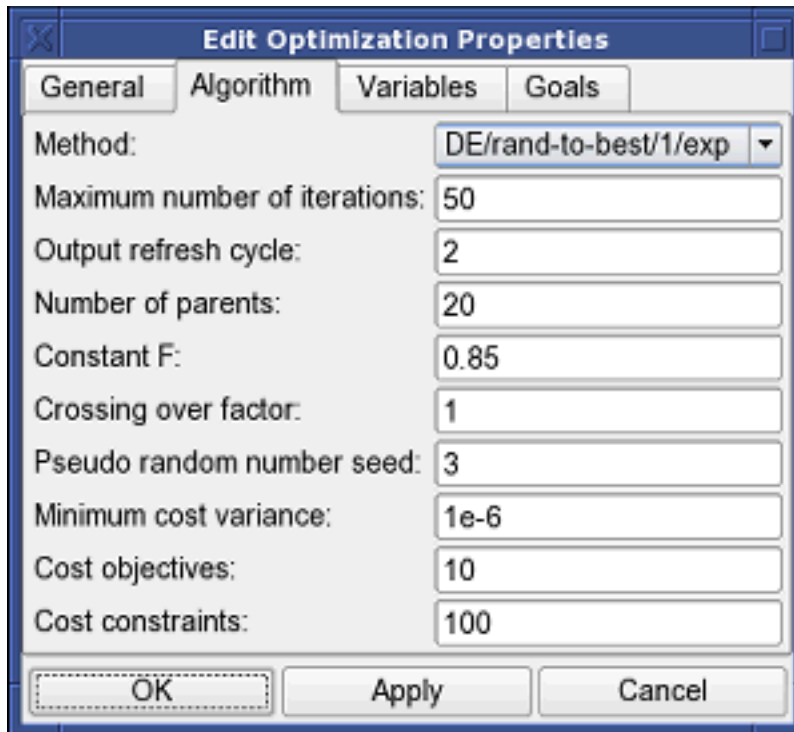 Edit Optimization Properties
General Algorithm Variables Goals
Method: DE/rand-to-best/1/exp
Maximum number of iterations: 50
Output refresh cycle: 2
Number of parents: 20
Constant F: 0.85
Crossing over factor: 1
Pseudo random number seed: 3
Minimum cost variance: 1e-6
Cost objectives: 10
Cost constraints: 100
OK Apply Cancel